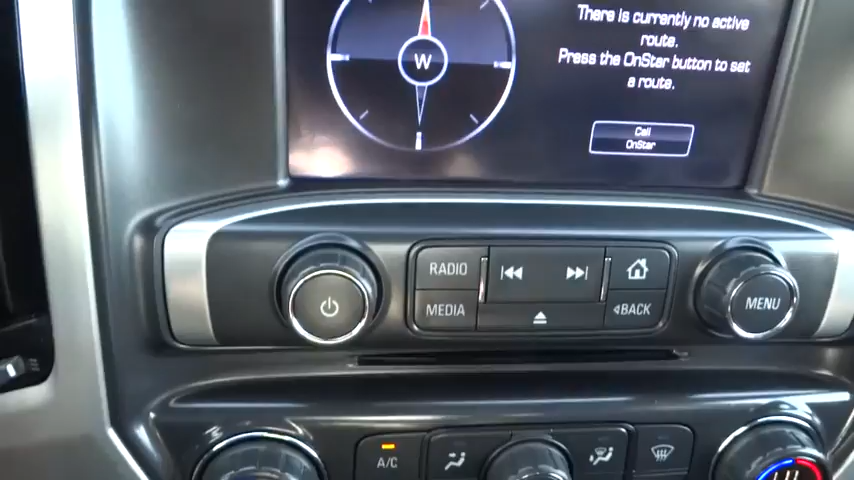 There is currently no active
route.
Press the OnStar button to set
a route.
W
Call
OnStar
RADIO
MEDIA
BACK
MENU
A/C